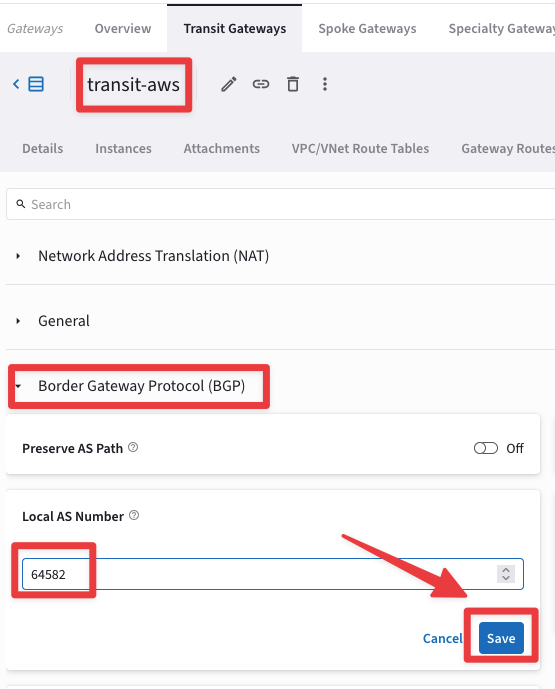 Gateways Overview Transit Gateways Spoke Gateways Specialty Gateway
transit-aws
Details Instances Attachments VPC/VNet Route Tables Gateway Routes
Search
Network Address Translation (NAT)
General
Border Gateway Protocol (BGP)
Preserve AS Path ? Off
Local AS Number ?
64582
Cancel Save